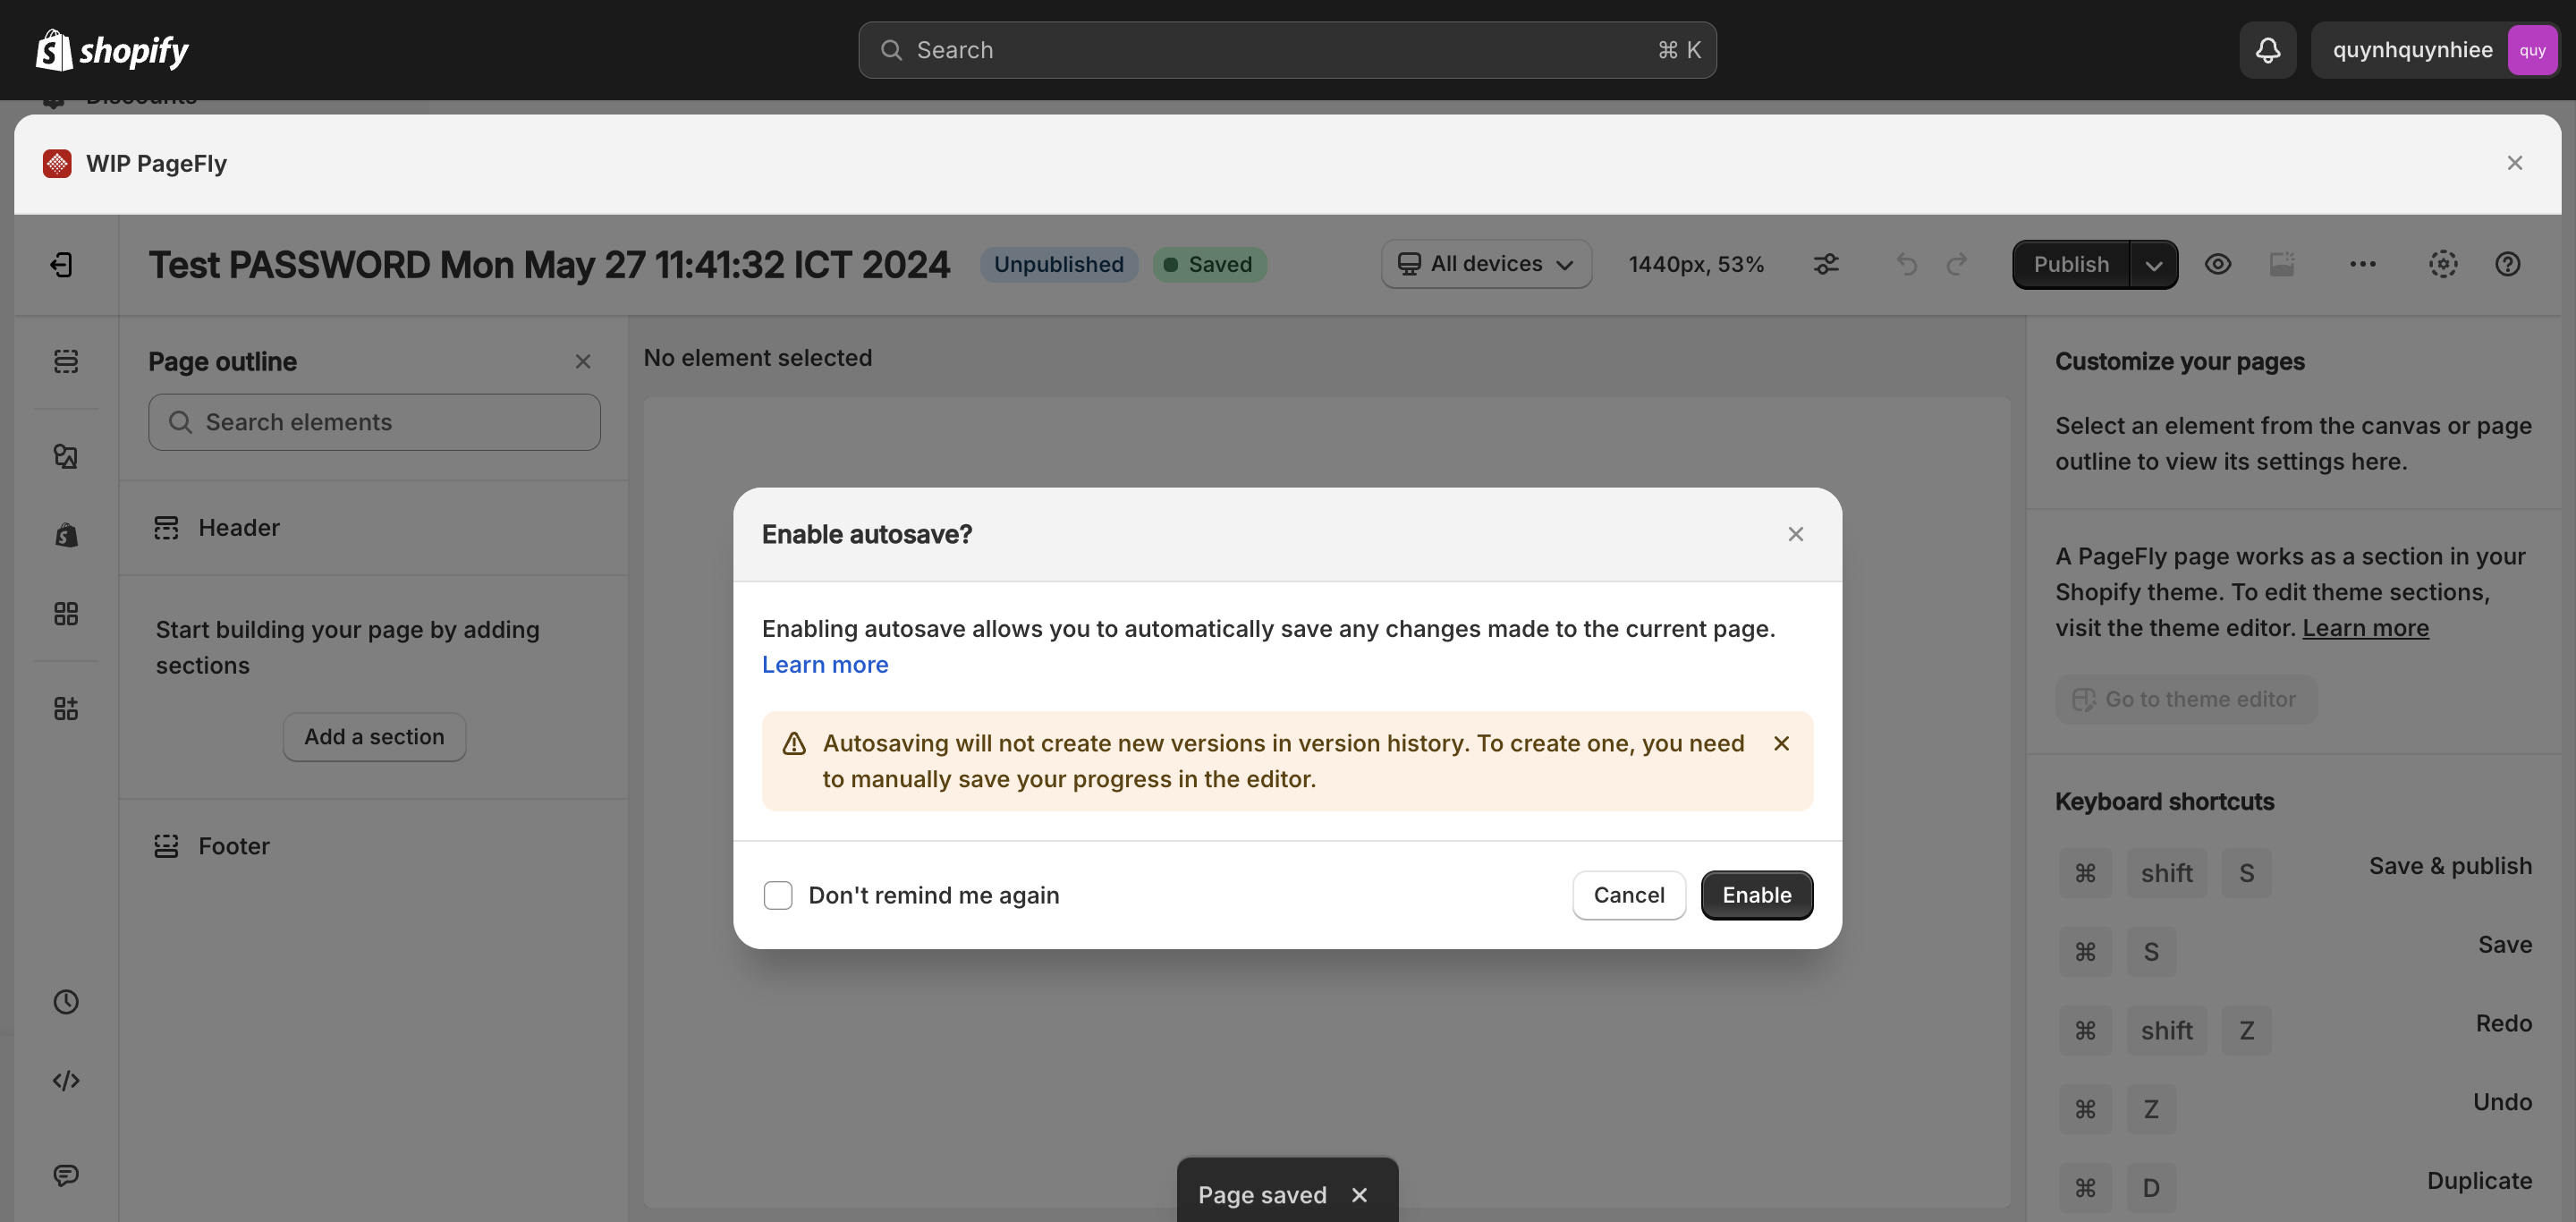 shopify
Search
⌘ K
quynhquynhiee
quy
Discounts
WIP PageFly
Test PASSWORD Mon May 27 11:41:32 ICT 2024
Unpublished
Saved
All devices
1440px, 53%
Publish
Page outline
Search elements
Header
Start building your page by adding
sections
Add a section
Footer
No element selected
Enable autosave?
Enabling autosave allows you to automatically save any changes made to the current page.
Learn more
Autosaving will not create new versions in version history. To create one, you need
to manually save your progress in the editor.
Don't remind me again
Cancel
Enable
Page saved
Customize your pages
Select an element from the canvas or page
outline to view its settings here.
A PageFly page works as a section in your
Shopify theme. To edit theme sections,
visit the theme editor. Learn more
Go to theme editor
Keyboard shortcuts
⌘ shift S Save & publish
⌘ S Save
⌘ shift Z Redo
⌘ Z Undo
⌘ D Duplicate